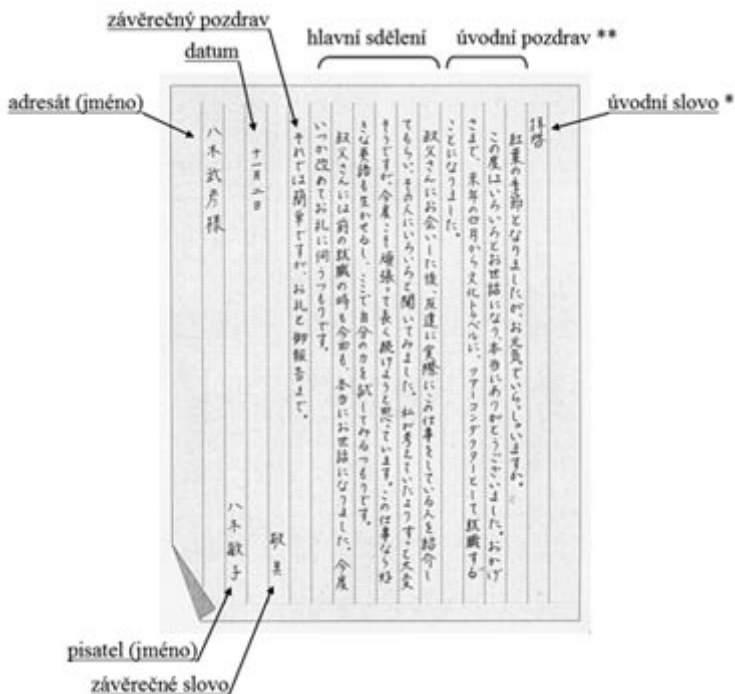 závěrečný pozdrav
datum
hlavní sdělení
úvodní pozdrav **
adresát (jméno)
úvodní slovo *
拝啓
紅葉の季節となりましたが、お元気でいらっしゃいますか。
この度はいろいろとお世話になり、本当にありがとうございました。おかげ
さまで、来年の四月から文化トラベルに、ツアーコンダクターとして就職する
ことになりました。
叔父さんにお会いした後、友達に実際にこの仕事をしている人を紹介し
てもらい、その人にいろいろと聞いてみました。私が考えていたよりずっと大変
そうですが、今度こそ頑張って長く続けようと思っています。この仕事なら好
きな英語も生かせるし、ここで自分の力を試してみるつもりです。
叔父さんには前の就職の時も今回も、本当にお世話になりました。今度
いつか改めてお礼に伺うつもりです。
それでは簡単ですが、お礼と御報告まで。
敬具
十一月二日
八木敏子
八木武彦様
pisatel (jméno)
závěrečné slovo